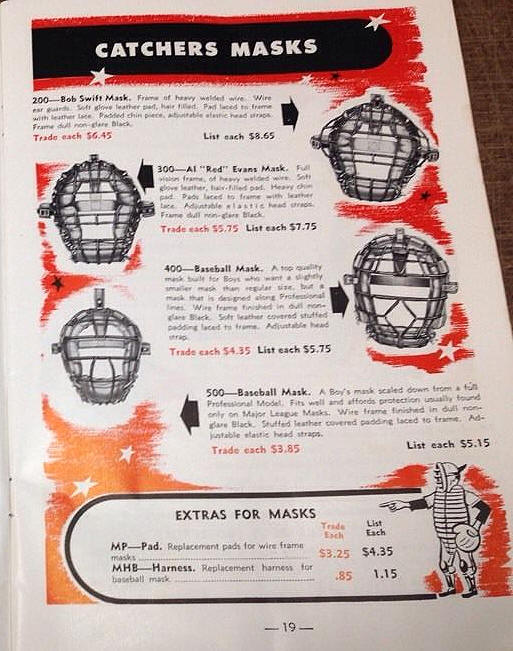 CATCHERS MASKS
200—Bob Swift Mask. Frame of heavy welded wire. Wire
ear guards. Soft glove leather pad, hair filled. Pad laced to frame
with leather lace. Padded chin piece, adjustable elastic head straps.
Frame dull non-glare Black.
Trade each $6.45 List each $8.65
300—Al "Red" Evans Mask. Full
vision frame, of heavy welded wire. Soft
glove leather, hair-filled pad. Heavy chin
pad. Pads laced to frame with leather
lace. Adjustable elastic head straps.
Frame dull non-glare Black.
Trade each $5.75 List each $7.75
400—Baseball Mask. A top quality
mask built for Boys who want a slightly
smaller mask than regular size, but a
mask that is designed along Professional
lines. Wire frame finished in dull non-
glare Black. Soft leather covered stuffed
padding laced to frame. Adjustable head
strap.
Trade each $4.35 List each $5.75
500—Baseball Mask. A Boy's mask scaled down from a full
Professional Model. Fits well and affords protection usually found
only on Major League Masks. Wire frame finished in dull non-
glare Black. Stuffed leather covered padding laced to frame. Ad-
justable elastic head straps.
Trade each $3.85 List each $5.15
EXTRAS FOR MASKS
Trade List
Each Each
MP—Pad. Replacement pads for wire frame
masks $3.25 $4.35
MHB—Harness. Replacement harness for
baseball mask .85 1.15
— 19 —